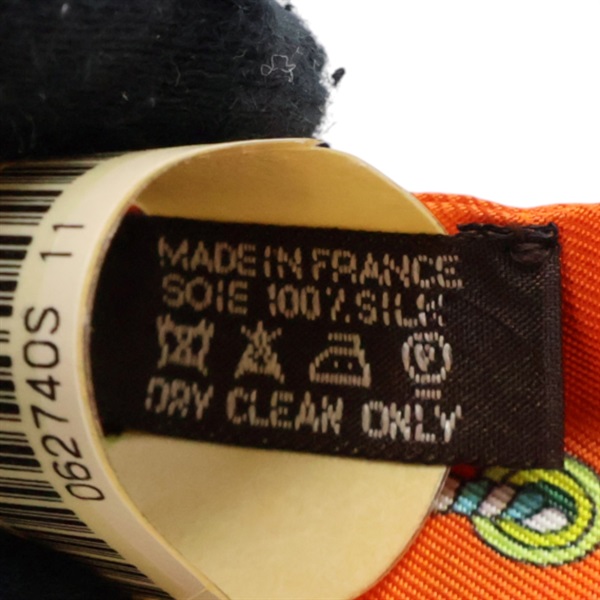 MADE IN FRANCE
SOIE 100% SILK
P
DRY CLEAN ONLY
062740S 11